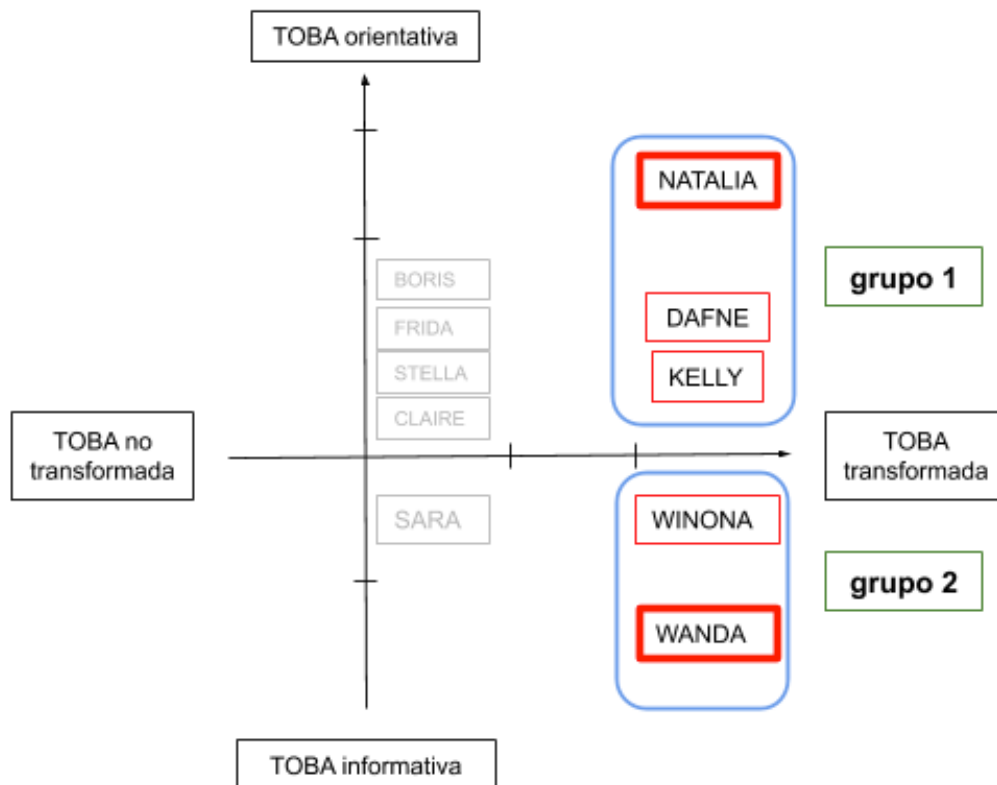 TOBA orientativa
NATALIA
BORIS
grupo 1
FRIDA
DAFNE
STELLA
KELLY
CLAIRE
TOBA no
transformada
TOBA
transformada
SARA
WINONA
grupo 2
WANDA
TOBA informativa